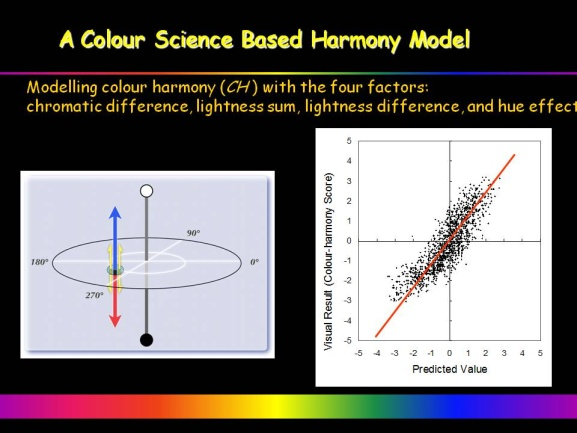 A Colour Science Based Harmony Model
Modelling colour harmony (CH) with the four factors:
chromatic difference, lightness sum, lightness difference, and hue effect
90°
180°
0°
270°
Visual Result (Colour-harmony Score)
5
4
3
2
1
0
-1
-2
-3
-4
-5
-5 -4 -3 -2 -1 0 1 2 3 4 5
Predicted Value